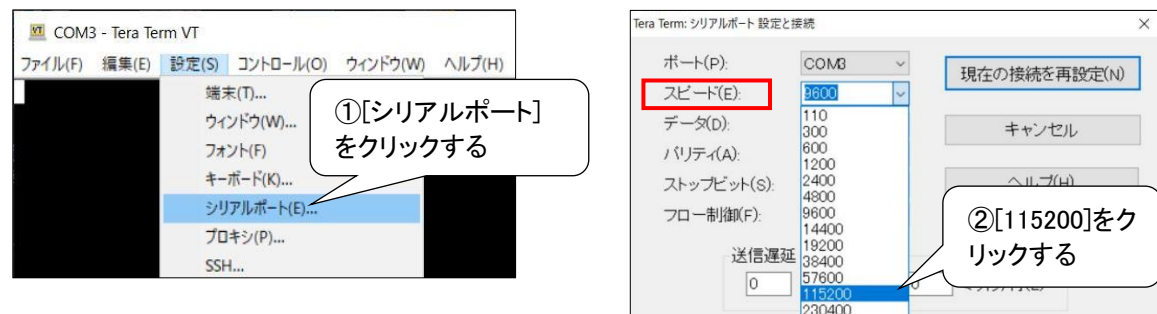 COM3 - Tera Term VT
ファイル(F) 編集(E) 設定(S) コントロール(O) ウィンドウ(W) ヘルプ(H)
端末(T)...
ウィンドウ(W)...
フォント(F)
キーボード(K)...
シリアルポート(E)...
プロキシ(P)...
SSH...
①[シリアルポート]
をクリックする
Tera Term: シリアルポート 設定と接続
ポート(P): COM3
スピード(E): 9600
データ(D):
パリティ(A):
ストップビット(S):
フロー制御(F):
110
300
600
1200
2400
4800
9600
14400
19200
38400
57600
115200
230400
現在の接続を再設定(N)
キャンセル
ヘルプ(H)
送信遅延
0
②[115200]をク
リックする